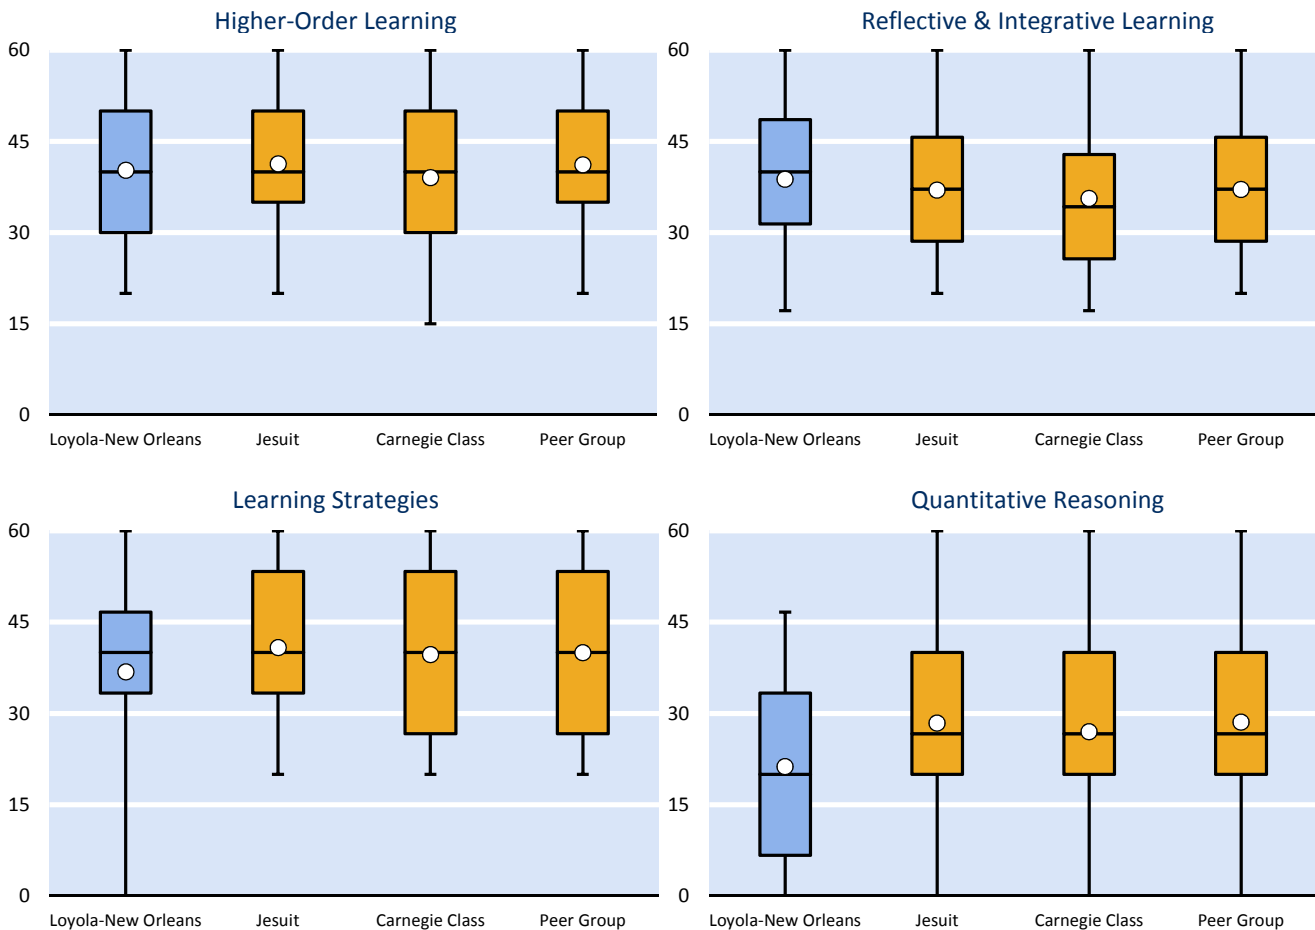 Higher-Order Learning
60
45
30
15
0
Loyola-New Orleans Jesuit Carnegie Class Peer Group
Reflective & Integrative Learning
60
45
30
15
0
Loyola-New Orleans Jesuit Carnegie Class Peer Group
Learning Strategies
60
45
30
15
0
Loyola-New Orleans Jesuit Carnegie Class Peer Group
Quantitative Reasoning
60
45
30
15
0
Loyola-New Orleans Jesuit Carnegie Class Peer Group